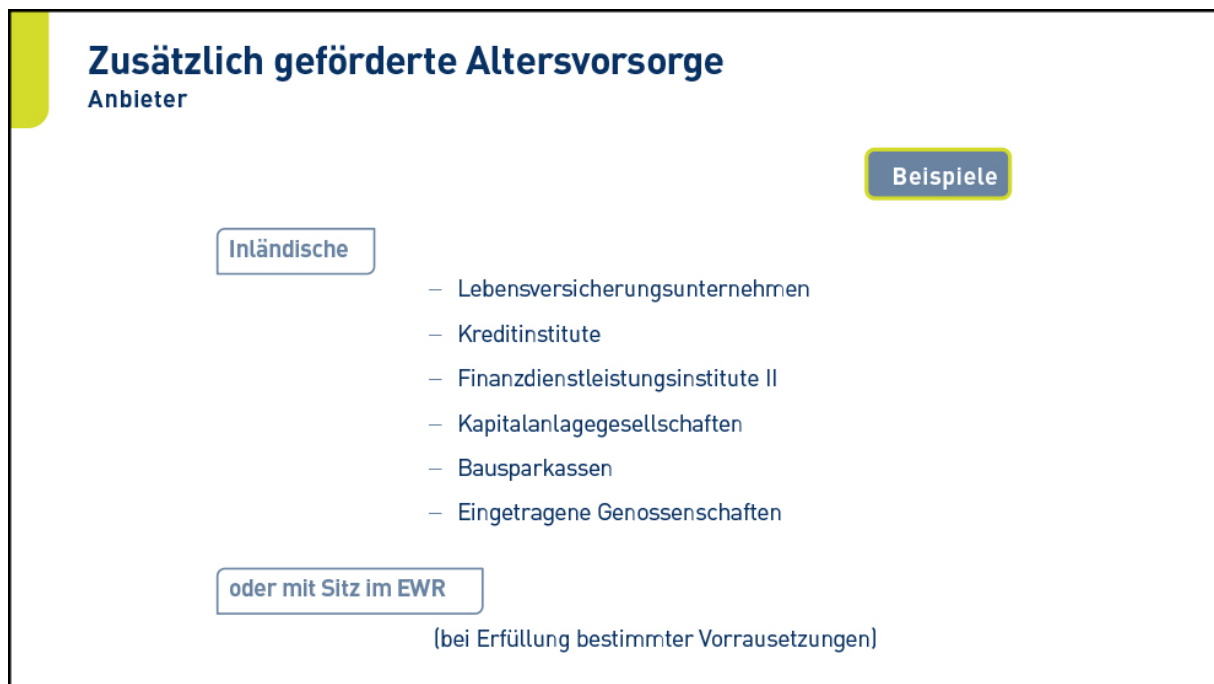 Zusätzlich geförderte Altersvorsorge
Anbieter
Beispiele
Inländische
– Lebensversicherungsunternehmen
– Kreditinstitute
– Finanzdienstleistungsinstitute II
– Kapitalanlagegesellschaften
– Bausparkassen
– Eingetragene Genossenschaften
oder mit Sitz im EWR
(bei Erfüllung bestimmter Vorrausetzungen)